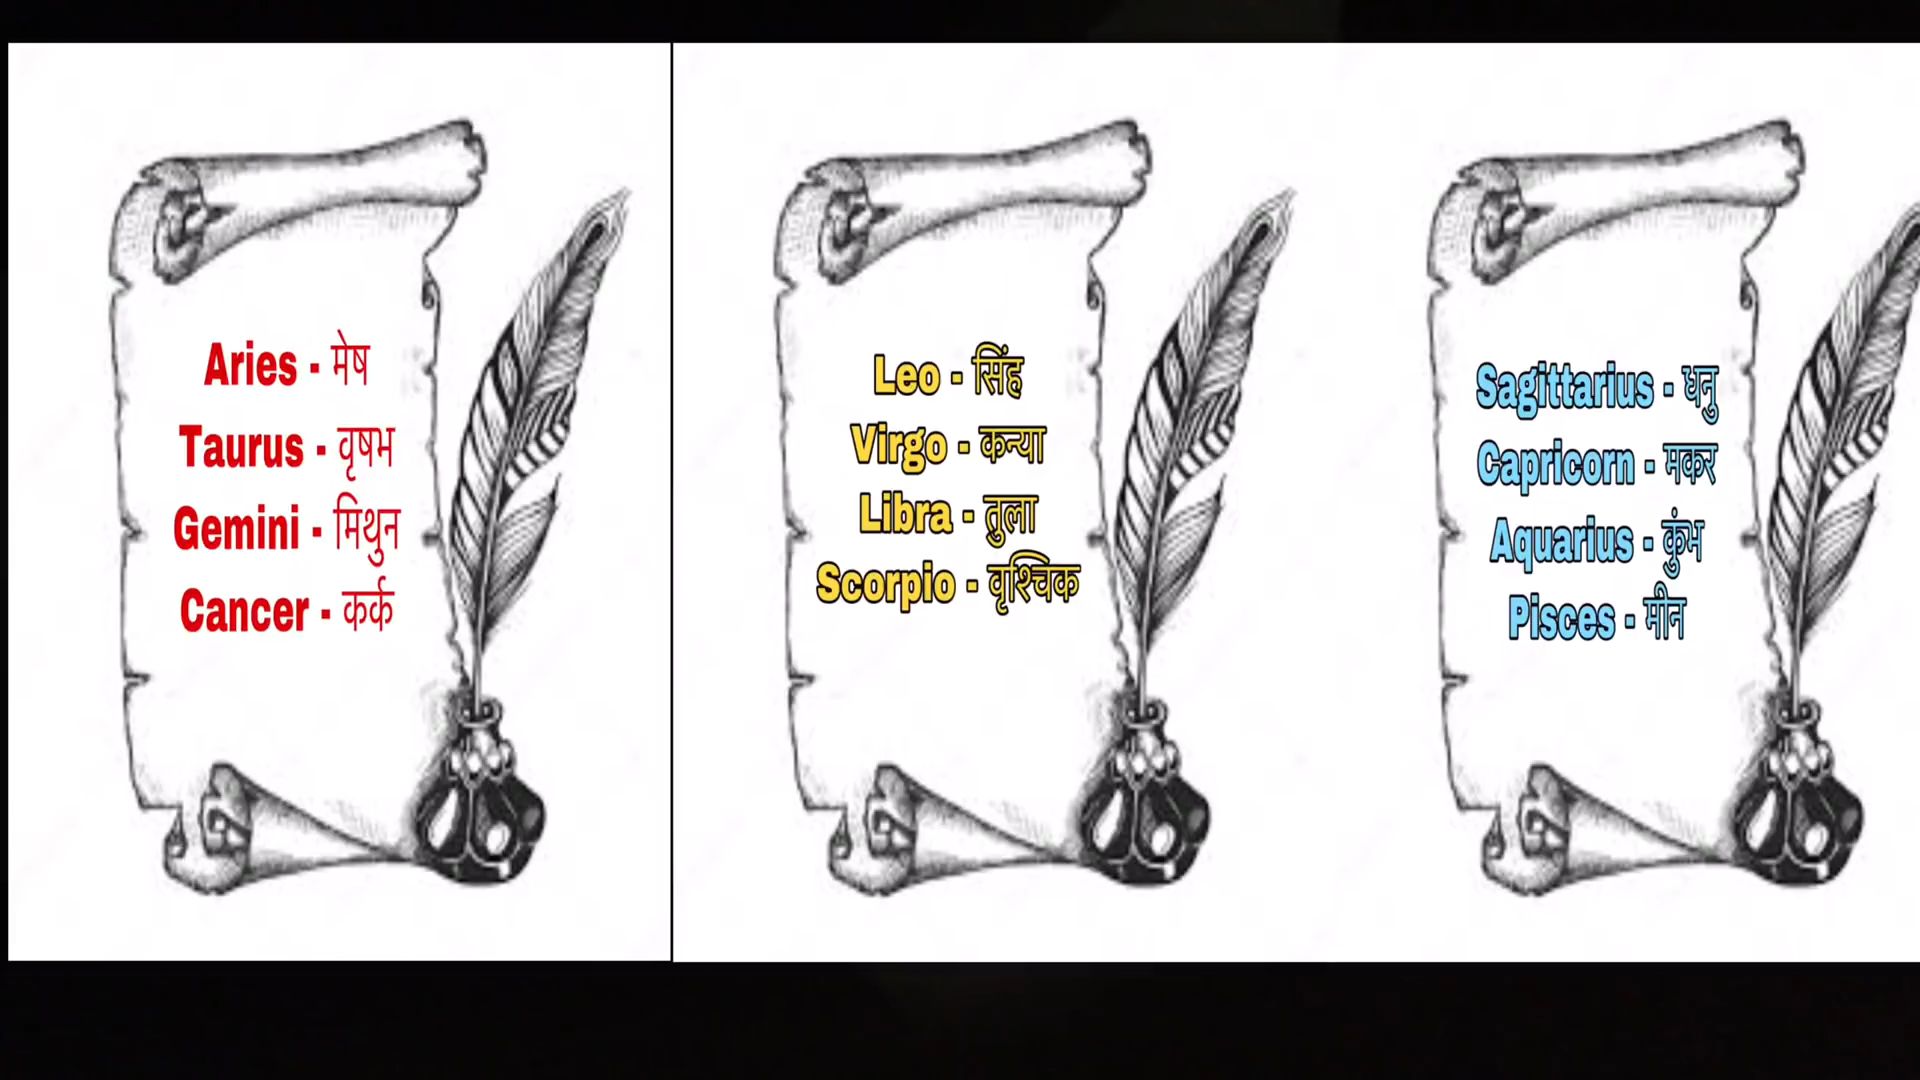 Aries - मेष
Taurus - वृषभ
Gemini - मिथुन
Cancer - कर्क
Leo - सिंह
Virgo - कन्या
Libra - तुला
Scorpio - वृश्चिक
Sagittarius - धनु
Capricorn - मकर
Aquarius - कुंभ
Pisces - मीन